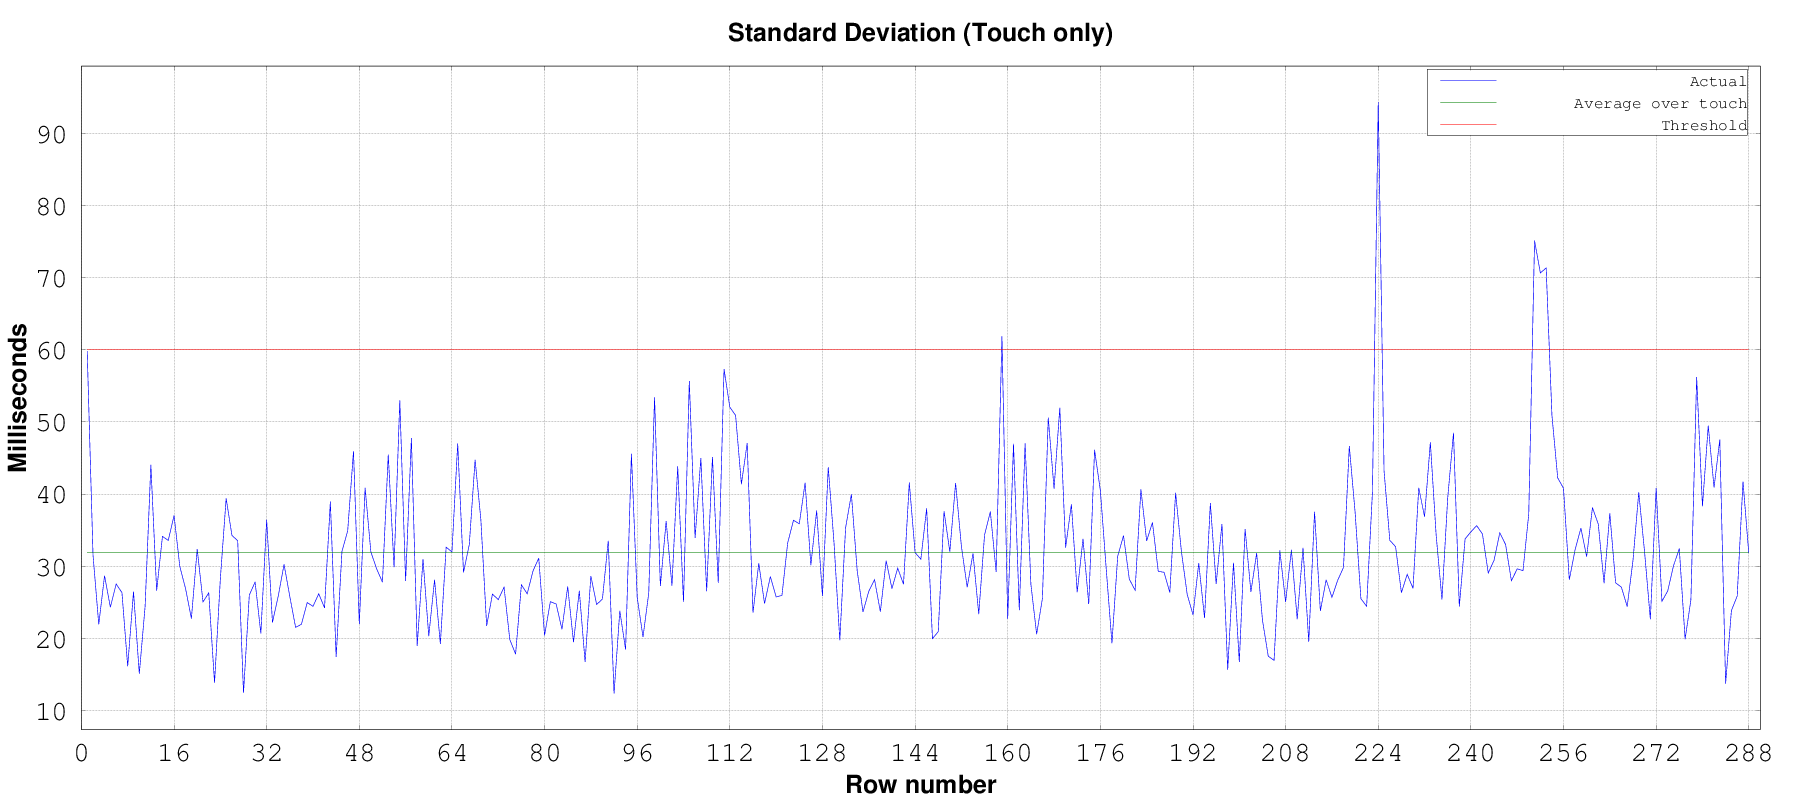 Standard Deviation (Touch only)
Actual
Average over touch
Threshold
90
80
70
60
50
40
30
20
10
Milliseconds
0 16 32 48 64 80 96 112 128 144 160 176 192 208 224 240 256 272 288
Row number